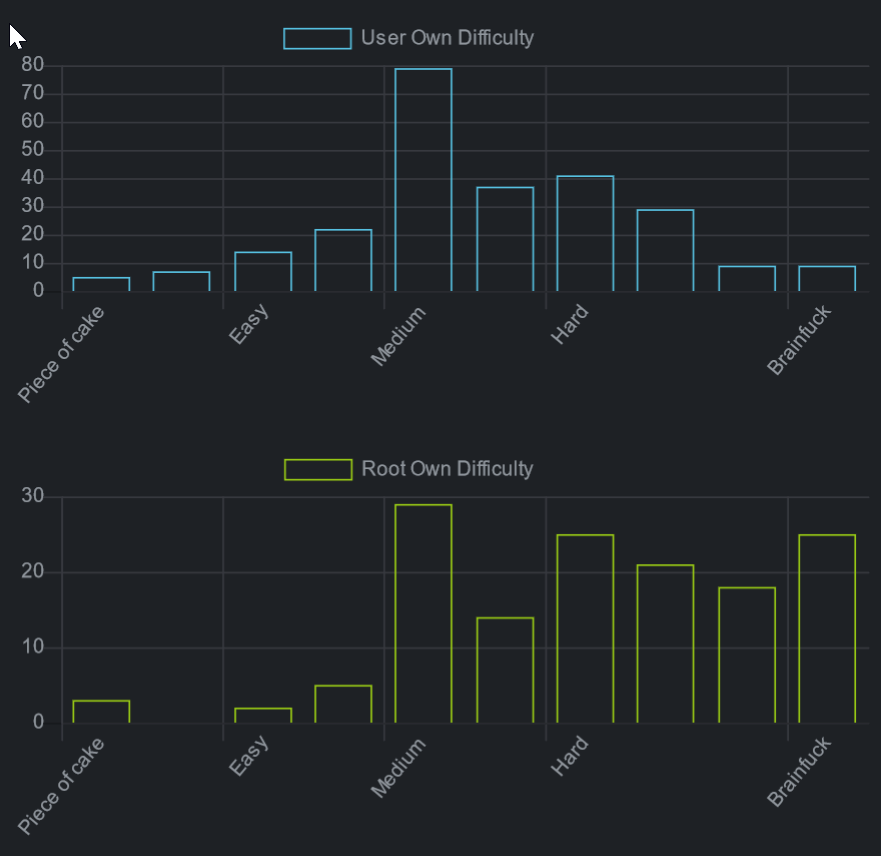 User Own Difficulty
80
70
60
50
40
30
20
10
0
Piece of cake
Easy
Medium
Hard
Brainfuck
Root Own Difficulty
30
20
10
0
Piece of cake
Easy
Medium
Hard
Brainfuck